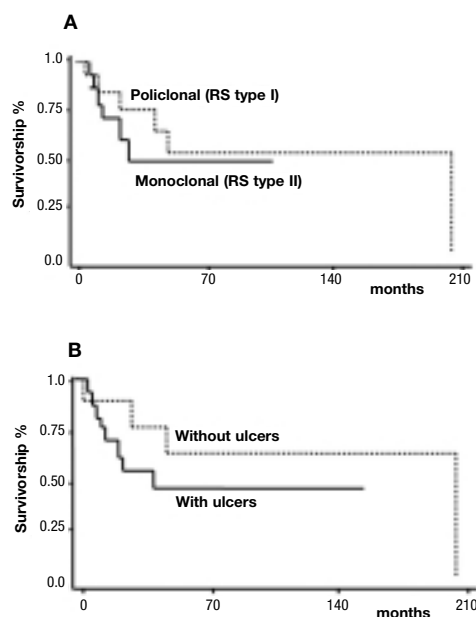 A
Survivorship %
1.0
0.75
0.50
0.25
0.0
Policlonal (RS type I)
Monoclonal (RS type II)
0 70 140 210
months
B
Survivorship %
1.0
0.75
0.50
0.25
0.0
Without ulcers
With ulcers
0 70 140 210
months